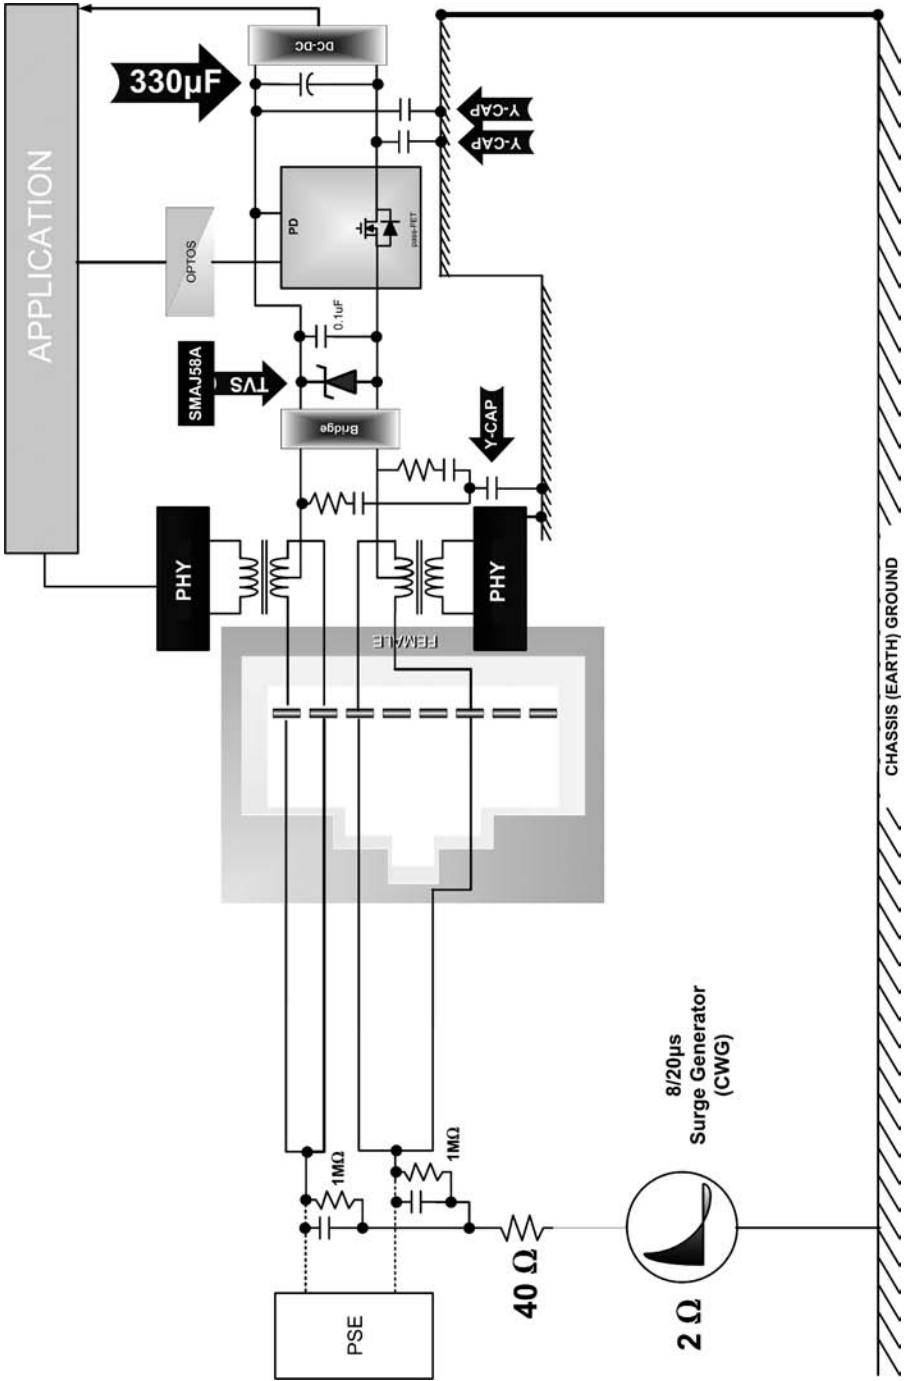 APPLICATION
DC-DC
330µF
Y-CAP
Y-CAP
PD
pass-FET
OPTOS
0.1uF
SMAJ58A
TVS
Bridge
Y-CAP
PHY
PHY
FEMALE
CHASSIS (EARTH) GROUND
8/20µs
Surge Generator
(CWG)
1MΩ
1MΩ
40 Ω
2 Ω
PSE